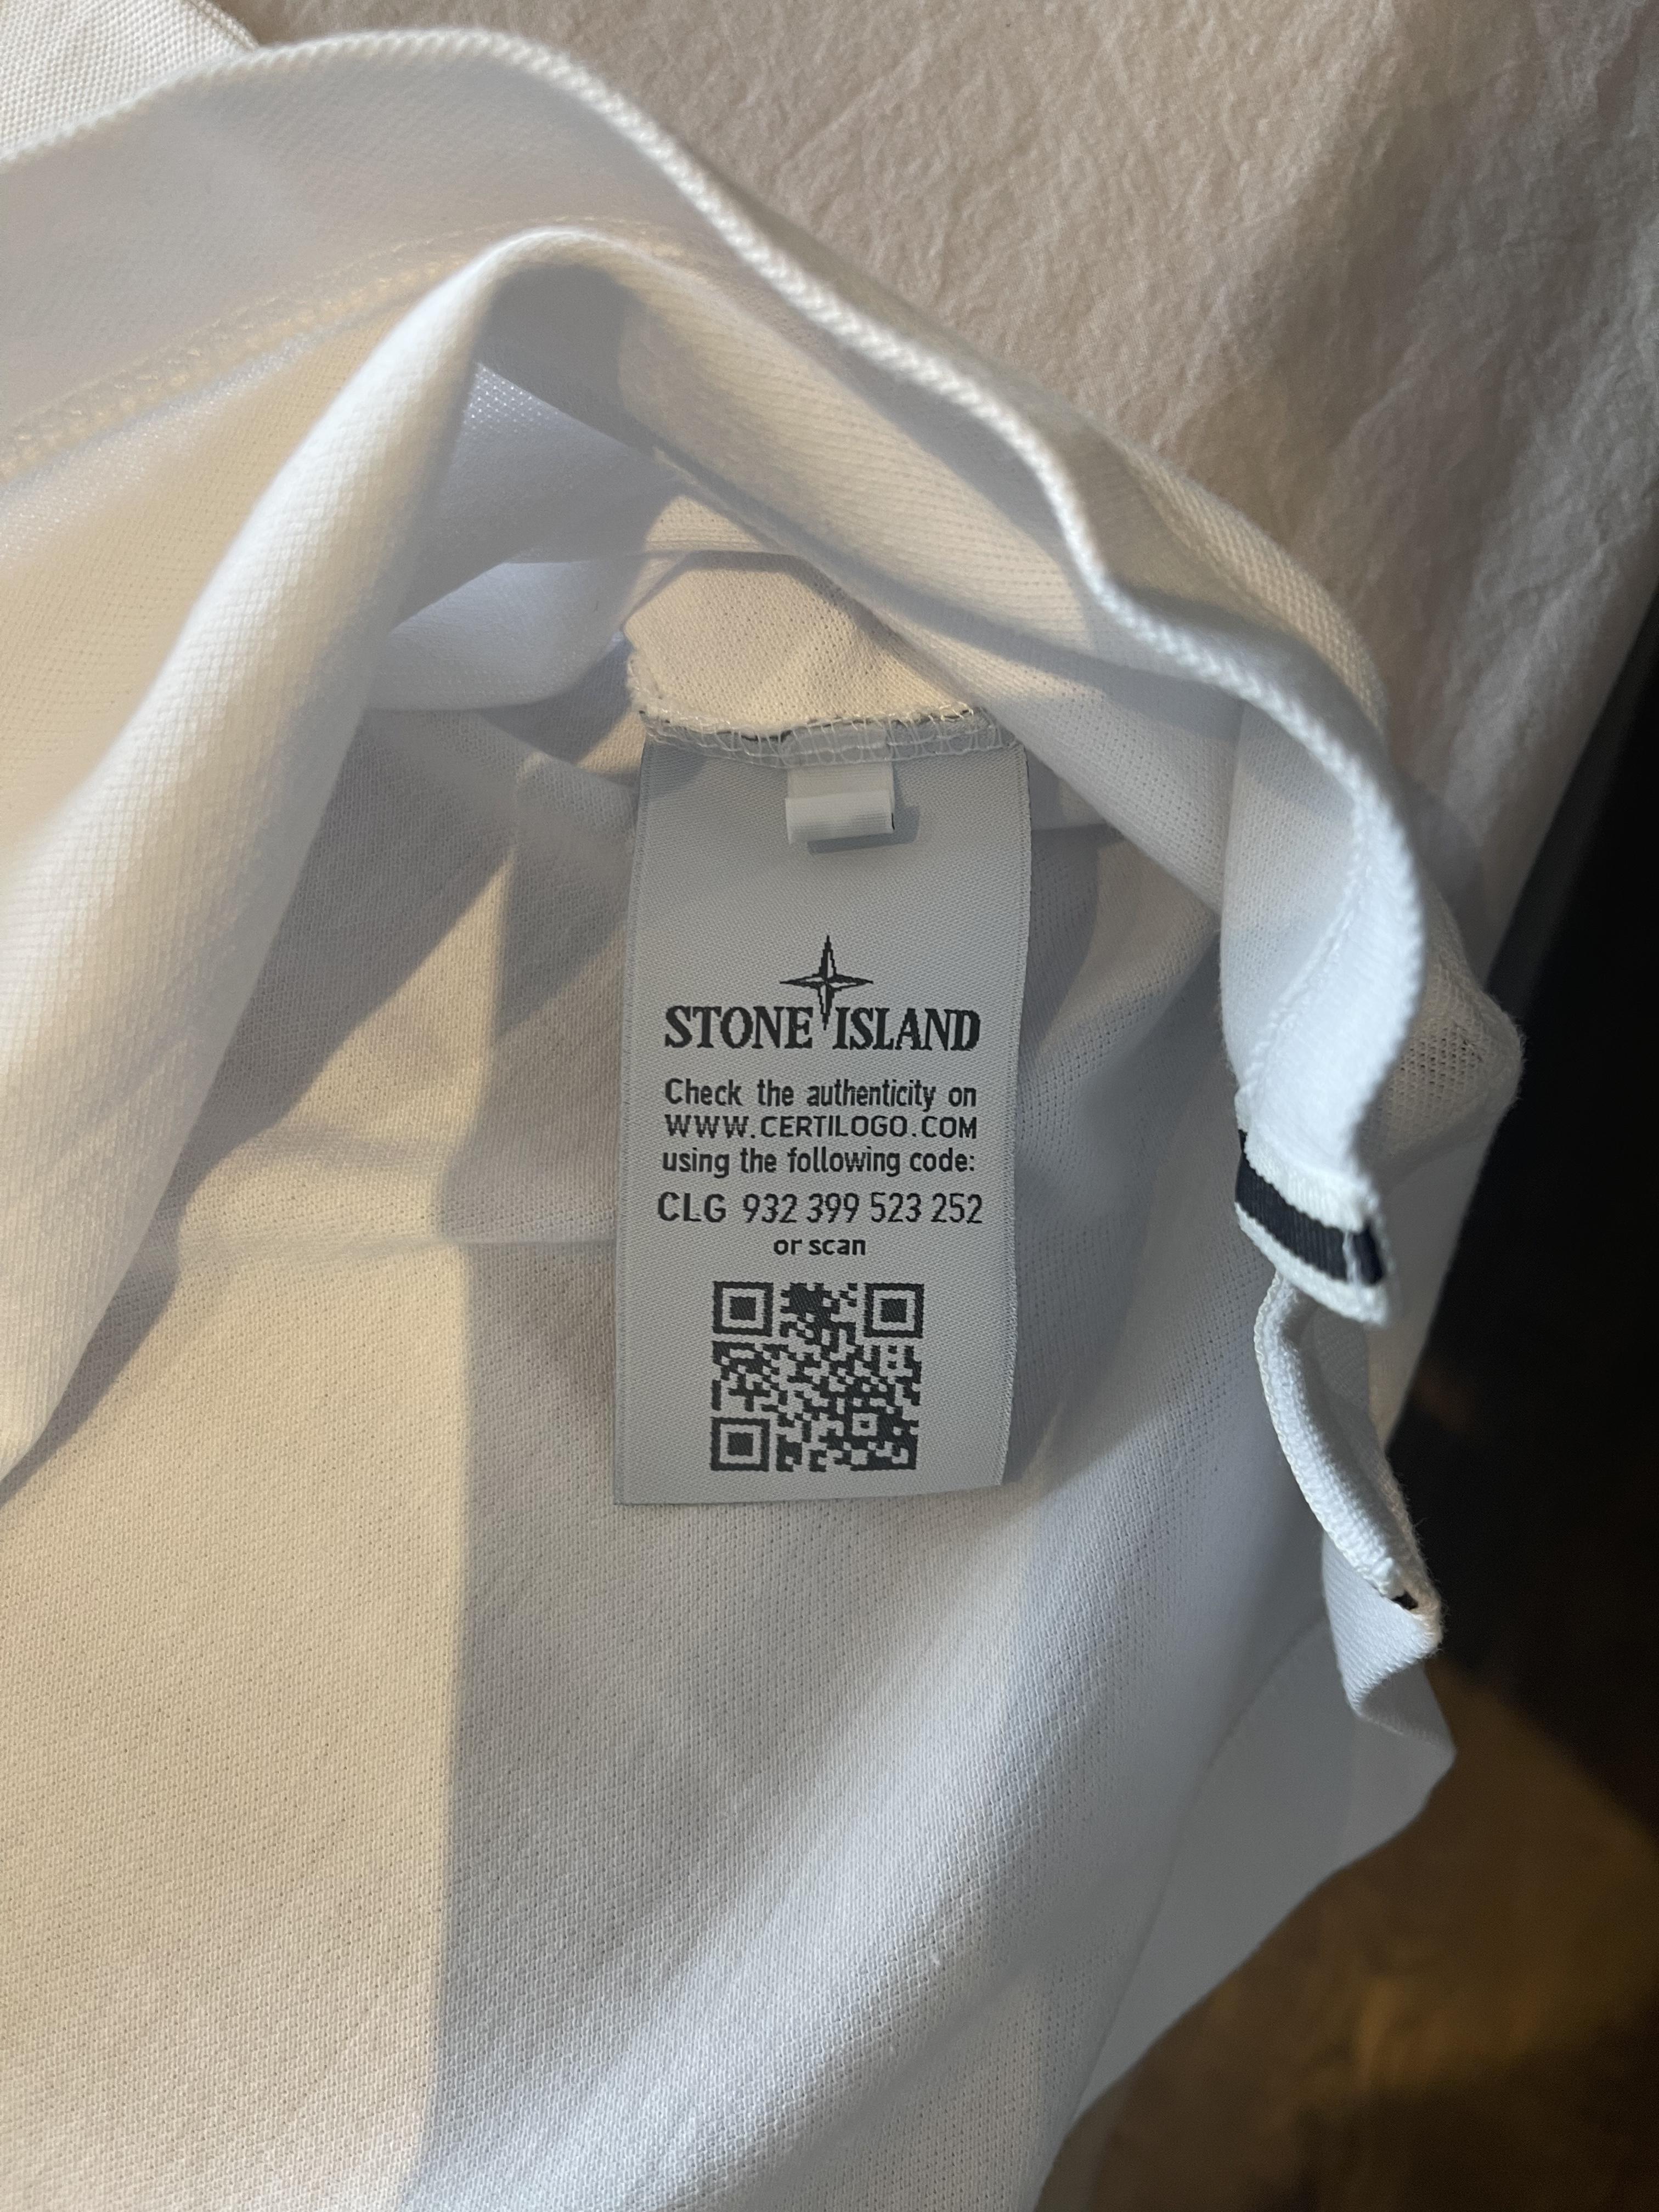 STONE ISLAND
Check the authenticity on
WWW.CERTILOGO.COM
using the following code:
CLG 932 399 523 252
or scan